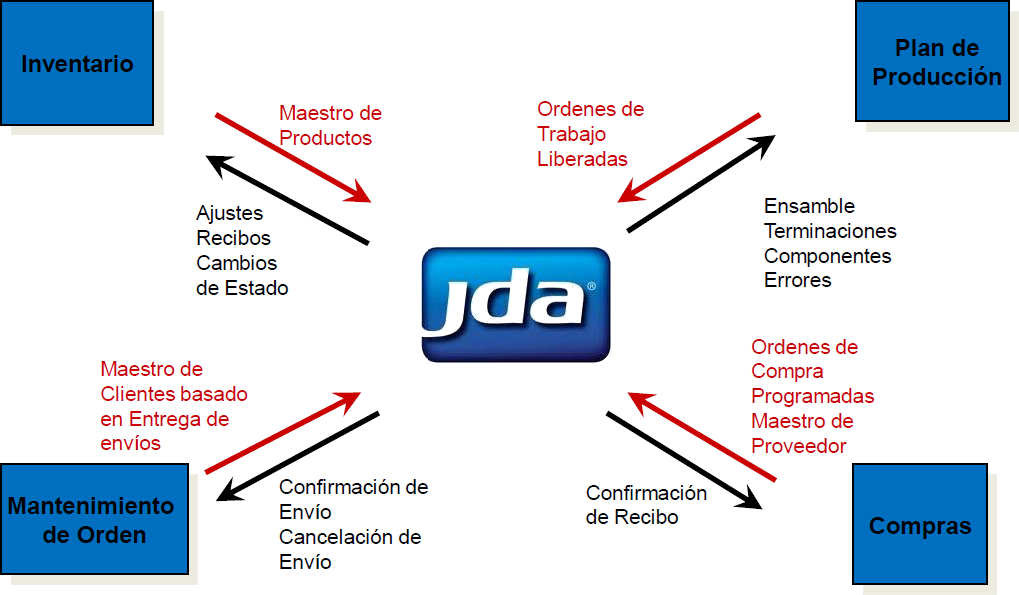 Inventario
Plan de
Producción
Maestro de
Productos
Ordenes de
Trabajo
Liberadas
Ajustes
Recibos
Cambios
de Estado
Ensamble
Terminaciones
Componentes
Errores
jda®
Maestro de
Clientes basado
en Entrega de
envíos
Ordenes de
Compra
Programadas
Maestro de
Proveedor
Mantenimiento
de Orden
Confirmación de
Envío
Cancelación de
Envío
Confirmación
de Recibo
Compras